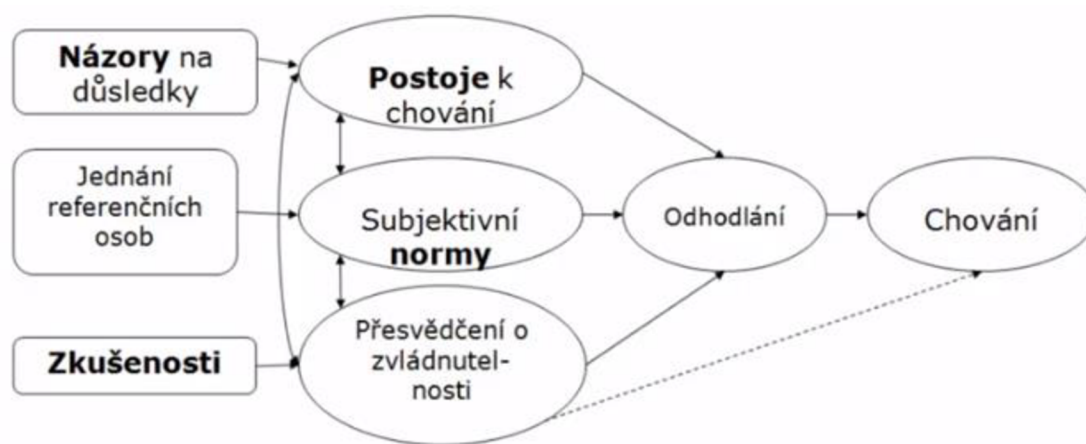 Názory na
důsledky
Postoje k
chování
Jednání
referenčních
osob
Subjektivní
normy
Odhodlání
Chování
Zkušenosti
Přesvědčení o
zvládnutel-
nosti